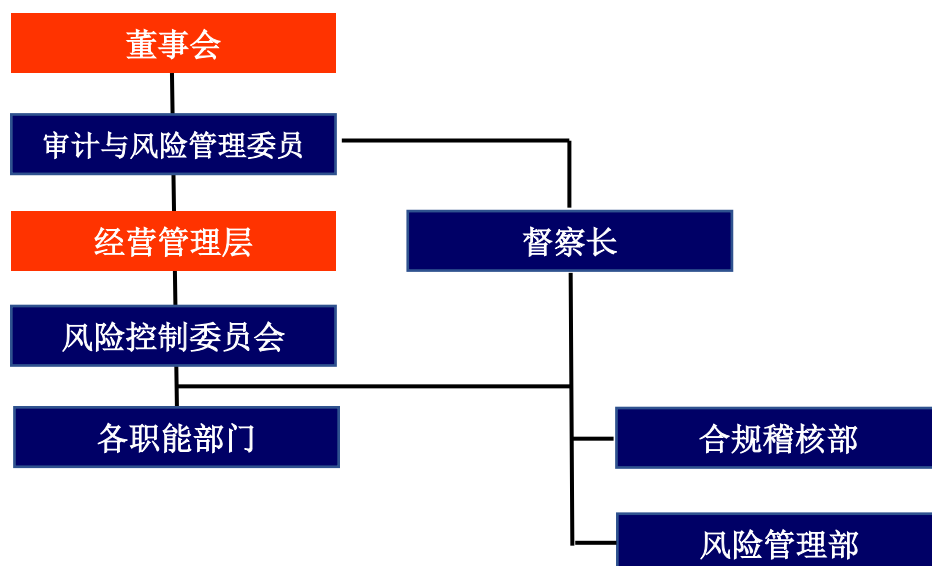 董事会
审计与风险管理委员
经营管理层
督察长
风险控制委员会
各职能部门
合规稽核部
风险管理部